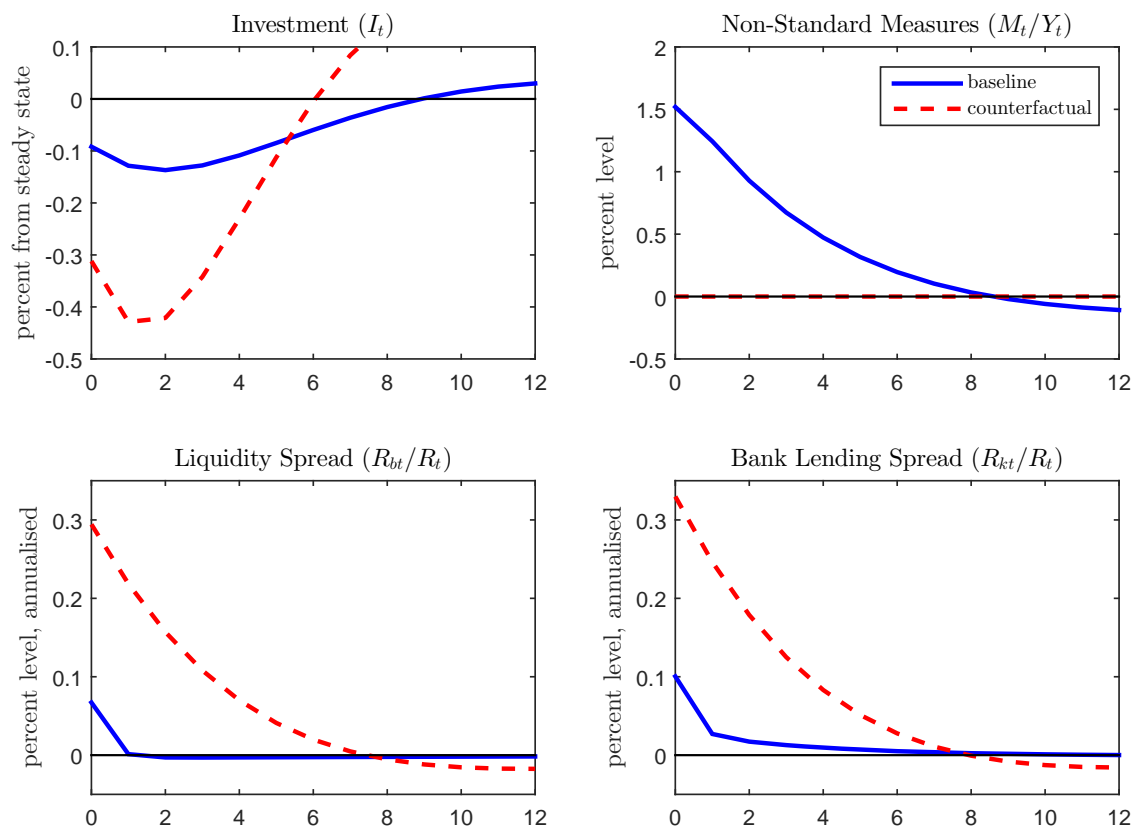 Investment (I_t)
percent from steady state
0.1
0
-0.1
-0.2
-0.3
-0.4
-0.5
0 2 4 6 8 10 12
Non-Standard Measures (M_t/Y_t)
percent level
2
1.5
1
0.5
0
-0.5
0 2 4 6 8 10 12
baseline
counterfactual
Liquidity Spread (R_{bt}/R_t)
percent level, annualised
0.3
0.2
0.1
0
0 2 4 6 8 10 12
Bank Lending Spread (R_{kt}/R_t)
percent level, annualised
0.3
0.2
0.1
0
0 2 4 6 8 10 12